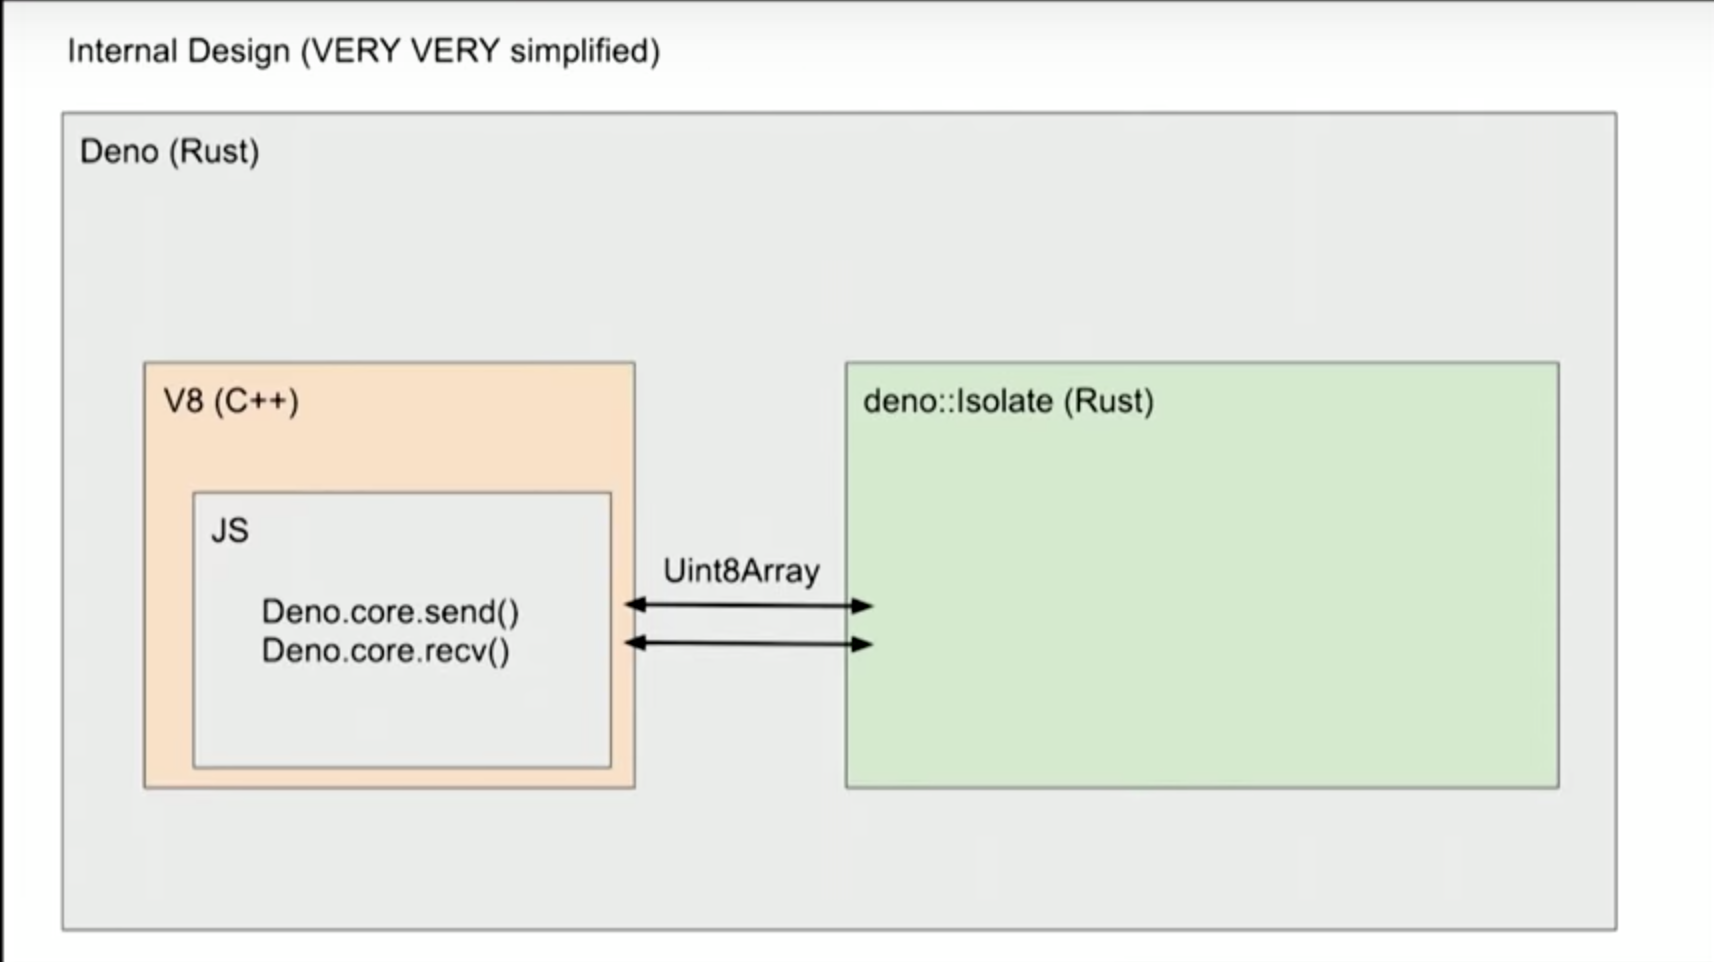 Internal Design (VERY VERY simplified)
Deno (Rust)
V8 (C++)
deno::Isolate (Rust)
JS
Uint8Array
Deno.core.send()
Deno.core.recv()